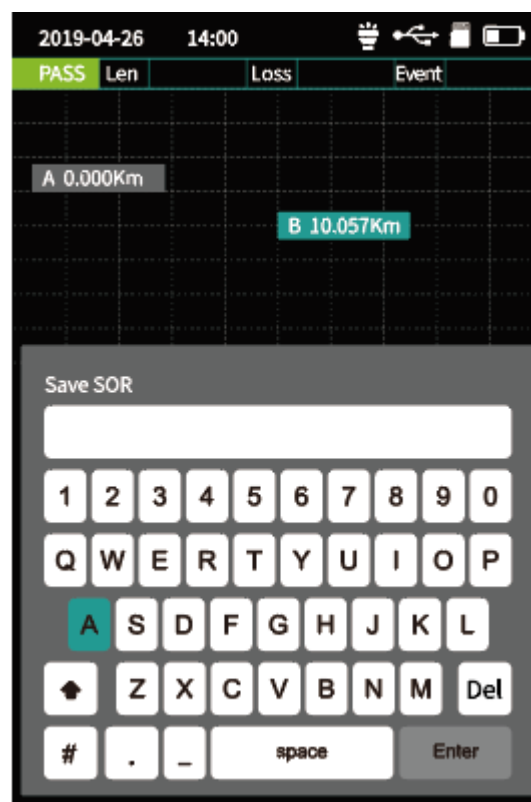 2019-04-26 14:00
PASS Len Loss Event
A 0.000Km
B 10.057Km
Save SOR
1 2 3 4 5 6 7 8 9 0
Q W E R T Y U I O P
A S D F G H J K L
Z X C V B N M Del
# . _ space Enter